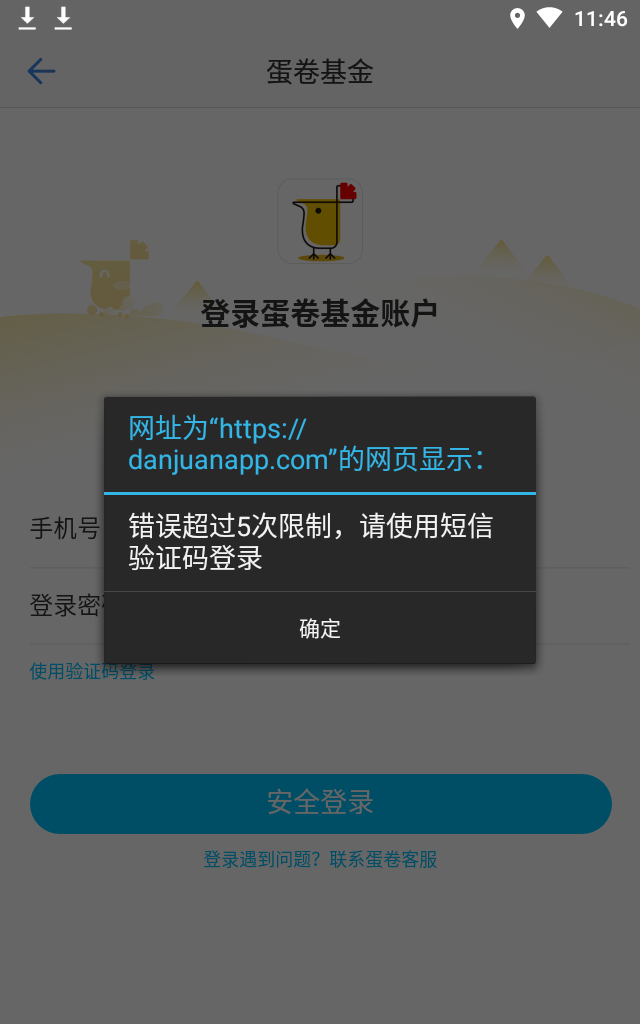 11:46
蛋卷基金
登录蛋卷基金账户
网址为“https://
danjuanapp.com”的网页显示：
错误超过5次限制，请使用短信
验证码登录
确定
手机号
登录密
使用验证码登录
安全登录
登录遇到问题？联系蛋卷客服